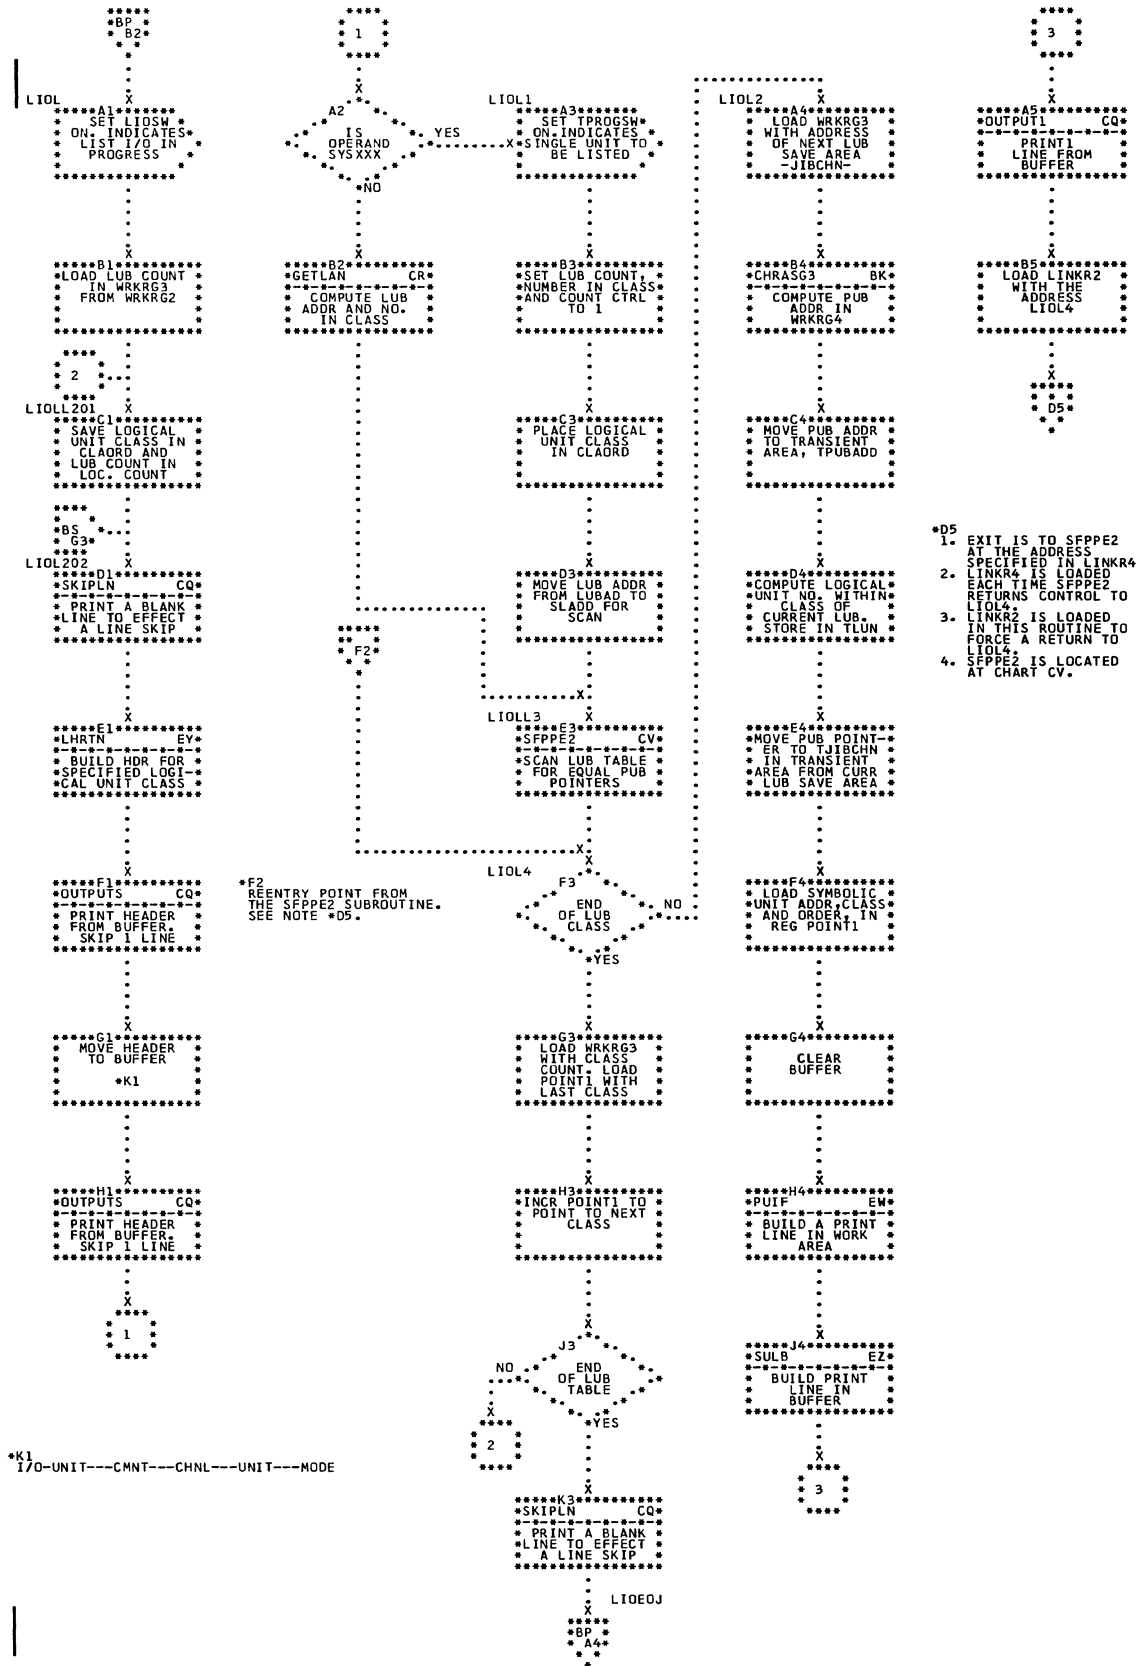 BP
B2
LIOL
A1
SET LIOSW
ON. INDICATES
LIST I/O IN
PROGRESS
B1
LOAD LUB COUNT
IN WRKRG3
FROM WRKRG2
2
LIOLL201
C1
SAVE LOGICAL
UNIT CLASS IN
CLAORD AND
LUB COUNT IN
LOC. COUNT
BS
G3
LIOL202
D1
*SKIPLN CQ*
PRINT A BLANK
LINE TO EFFECT
A LINE SKIP
E1
*LHRTN EY*
BUILD HDR FOR
SPECIFIED LOGI-
CAL UNIT CLASS
F1
*OUTPUTS CQ*
PRINT HEADER
FROM BUFFER.
SKIP 1 LINE
G1
MOVE HEADER
TO BUFFER
*K1
H1
*OUTPUTS CQ*
PRINT HEADER
FROM BUFFER.
SKIP 1 LINE
1
*K1
I/O-UNIT---CMNT---CHNL---UNIT---MODE
1
A2
IS
OPERAND
SYSXXX
YES
NO
B2
*GETLAN CR*
COMPUTE LUB
ADDR AND NO.
IN CLASS
F2
*F2
REENTRY POINT FROM
THE SFPPE2 SUBROUTINE.
SEE NOTE *D5.
LIOL1
A3
SET TPROGSW
ON.INDICATES
SINGLE UNIT TO
BE LISTED
B3
SET LUB COUNT,
NUMBER IN CLASS
AND COUNT CTRL
TO 1
C3
PLACE LOGICAL
UNIT CLASS
IN CLAORD
D3
MOVE LUB ADDR
FROM LUBAD TO
SLADD FOR
SCAN
LIOLL3
E3
*SFPPE2 CV*
SCAN LUB TABLE
FOR EQUAL PUB
POINTERS
LIOL4
F3
END
OF LUB
CLASS
NO
YES
G3
LOAD WRKRG3
WITH CLASS
COUNT. LOAD
POINT1 WITH
LAST CLASS
H3
INCR POINT1 TO
POINT TO NEXT
CLASS
J3
END
OF LUB
TABLE
NO
YES
2
K3
*SKIPLN CQ*
PRINT A BLANK
LINE TO EFFECT
A LINE SKIP
LIOEOJ
BP
A4
LIOL2
A4
LOAD WRKRG3
WITH ADDRESS
OF NEXT LUB
SAVE AREA
-JIBCHN-
B4
*CHRASG3 BK*
COMPUTE PUB
ADDR IN
WRKRG4
C4
MOVE PUB ADDR
TO TRANSIENT
AREA, TPUBADD
D4
COMPUTE LOGICAL
UNIT NO. WITHIN
CLASS OF
CURRENT LUB.
STORE IN TLUN
E4
MOVE PUB POINT-
ER TO TJIBCHN
IN TRANSIENT
AREA FROM CURR
LUB SAVE AREA
F4
LOAD SYMBOLIC
UNIT ADDR,CLASS
AND ORDER, IN
REG POINT1
G4
CLEAR
BUFFER
H4
*PUIF EW*
BUILD A PRINT
LINE IN WORK
AREA
J4
*SULB EZ*
BUILD PRINT
LINE IN
BUFFER
3
3
A5
*OUTPUT1 CQ*
PRINT1
LINE FROM
BUFFER
B5
LOAD LINKR2
WITH THE
ADDRESS
LIOL4
D5
*D5
1. EXIT IS TO SFPPE2
AT THE ADDRESS
SPECIFIED IN LINKR4
2. LINKR4 IS LOADED
EACH TIME SFPPE2
RETURNS CONTROL TO
LIOL4.
3. LINKR2 IS LOADED
IN THIS ROUTINE TO
FORCE A RETURN TO
LIOL4.
4. SFPPE2 IS LOCATED
AT CHART CV.